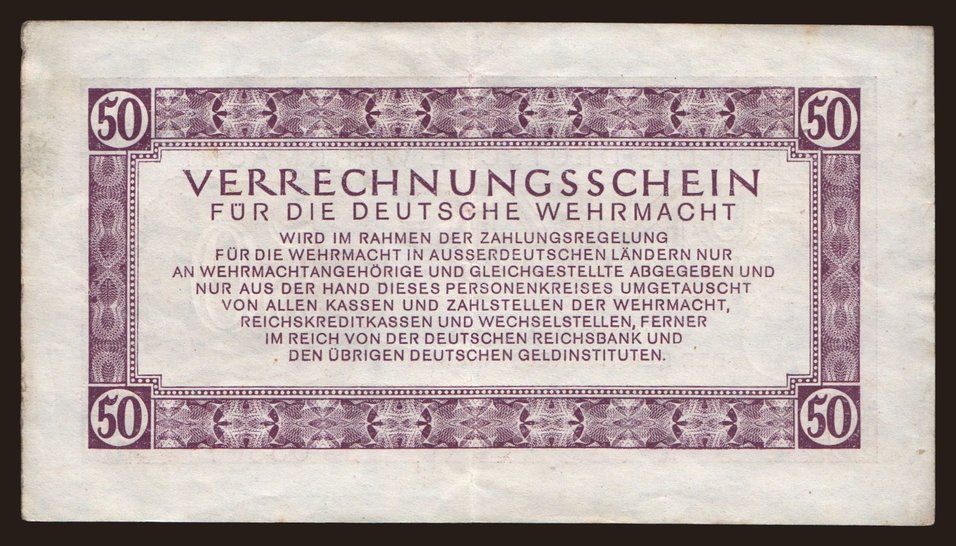 50 50
VERRECHNUNGSSCHEIN
FÜR DIE DEUTSCHE WEHRMACHT
WIRD IM RAHMEN DER ZAHLUNGSREGELUNG
FÜR DIE WEHRMACHT IN AUSSERDEUTSCHEN LÄNDERN NUR
AN WEHRMACHTANGEHÖRIGE UND GLEICHGESTELLTE ABGEGEBEN UND
NUR AUS DER HAND DIESES PERSONENKREISES UMGETAUSCHT
VON ALLEN KASSEN UND ZAHLSTELLEN DER WEHRMACHT,
REICHSKREDITKASSEN UND WECHSELSTELLEN, FERNER
IM REICH VON DER DEUTSCHEN REICHSBANK UND
DEN ÜBRIGEN DEUTSCHEN GELDINSTITUTEN.
50 50